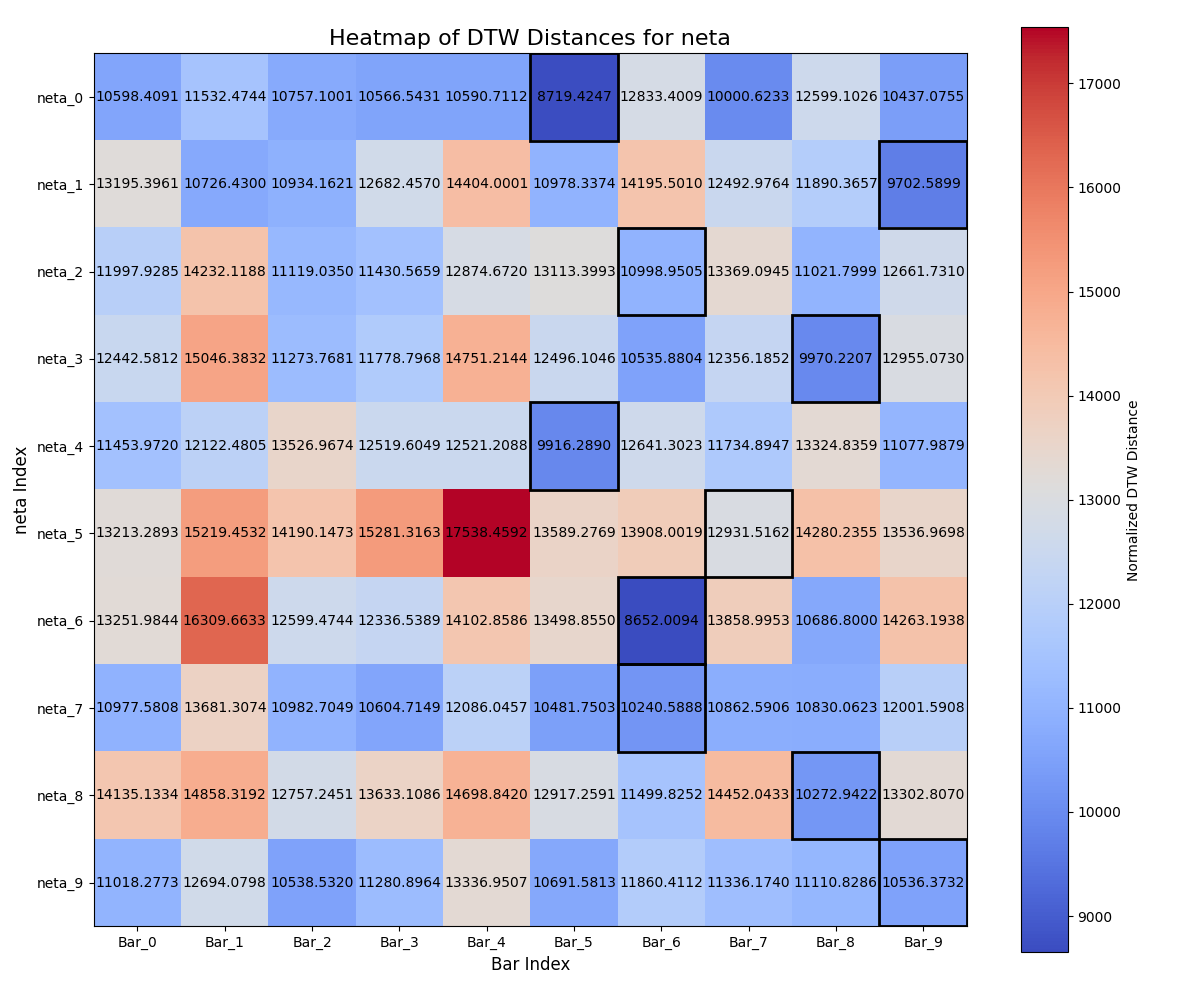 Heatmap of DTW Distances for neta
neta_0 10598.4091 11532.4744 10757.1001 10566.5431 10590.7112 8719.4247 12833.4009 10000.6233 12599.1026 10437.0755
neta_1 13195.3961 10726.4300 10934.1621 12682.4570 14404.0001 10978.3374 14195.5010 12492.9764 11890.3657 9702.5899
neta_2 11997.9285 14232.1188 11119.0350 11430.5659 12874.6720 13113.3993 10998.9505 13369.0945 11021.7999 12661.7310
neta_3 12442.5812 15046.3832 11273.7681 11778.7968 14751.2144 12496.1046 10535.8804 12356.1852 9970.2207 12955.0730
neta_4 11453.9720 12122.4805 13526.9674 12519.6049 12521.2088 9916.2890 12641.3023 11734.8947 13324.8359 11077.9879
neta_5 13213.2893 15219.4532 14190.1473 15281.3163 17538.4592 13589.2769 13908.0019 12931.5162 14280.2355 13536.9698
neta_6 13251.9844 16309.6633 12599.4744 12336.5389 14102.8586 13498.8550 8652.0094 13858.9953 10686.8000 14263.1938
neta_7 10977.5808 13681.3074 10982.7049 10604.7149 12086.0457 10481.7503 10240.5888 10862.5906 10830.0623 12001.5908
neta_8 14135.1334 14858.3192 12757.2451 13633.1086 14698.8420 12917.2591 11499.8252 14452.0433 10272.9422 13302.8070
neta_9 11018.2773 12694.0798 10538.5320 11280.8964 13336.9507 10691.5813 11860.4112 11336.1740 11110.8286 10536.3732
Bar_0 Bar_1 Bar_2 Bar_3 Bar_4 Bar_5 Bar_6 Bar_7 Bar_8 Bar_9
Bar Index
neta Index
17000
16000
15000
14000
13000
12000
11000
10000
9000
Normalized DTW Distance